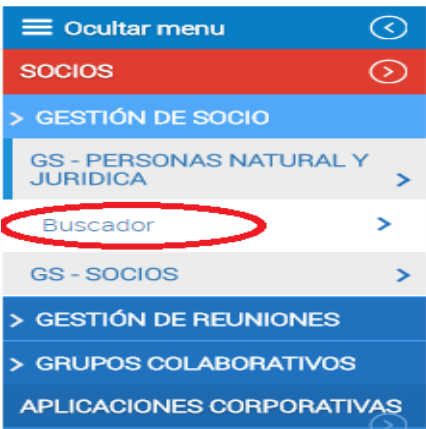 Ocultar menu
SOCIOS
> GESTIÓN DE SOCIO
GS - PERSONAS NATURAL Y
JURIDICA >
Buscador >
GS - SOCIOS >
> GESTIÓN DE REUNIONES
> GRUPOS COLABORATIVOS
APLICACIONES CORPORATIVAS